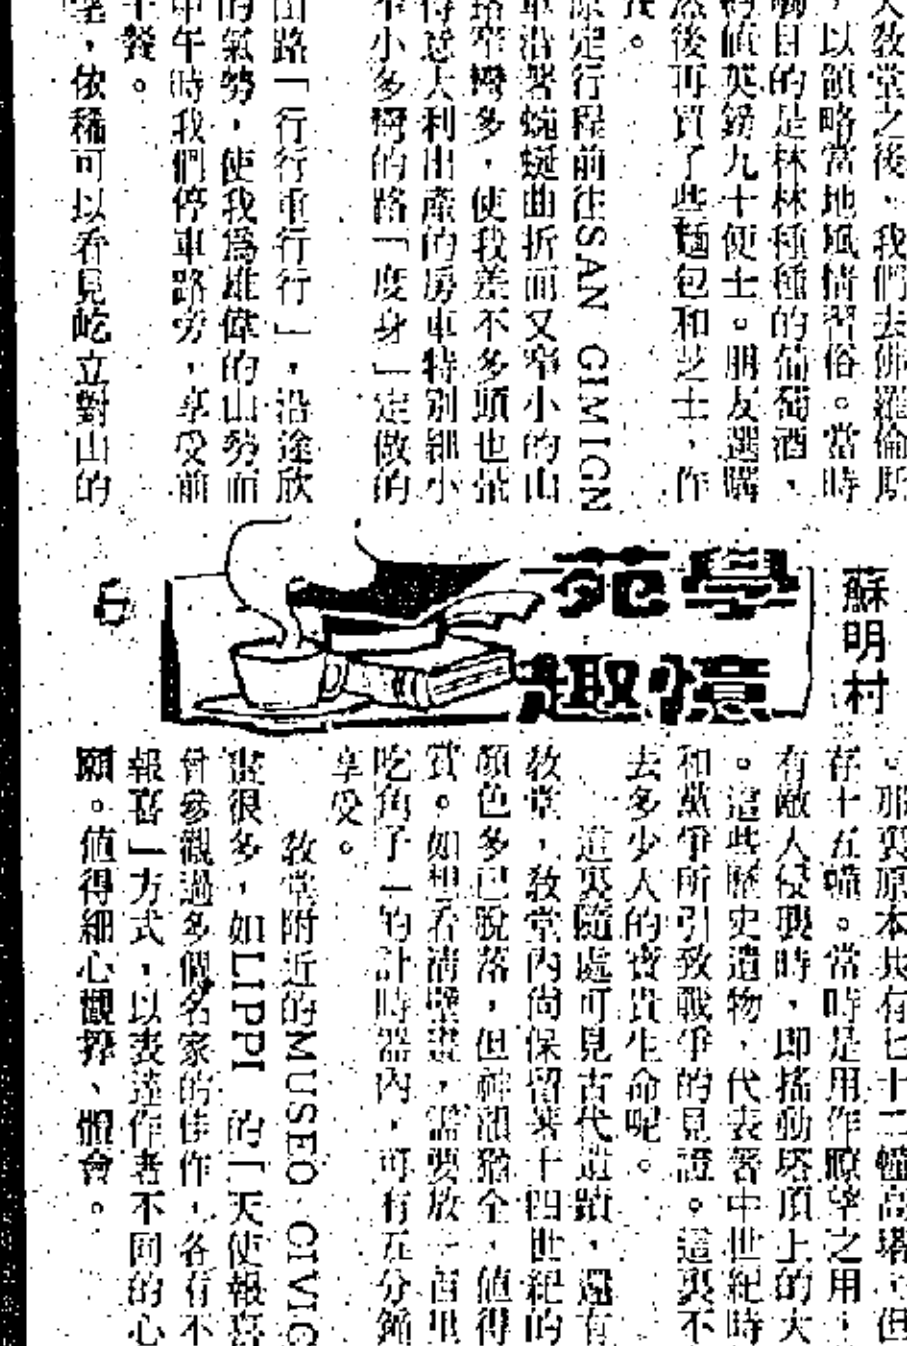 大教堂之後，我們去佛羅倫斯
，以領略當地風情習俗。當時
目的是林林種種的葡萄酒，
約值英鎊九十便士。朋友選購
然後再買了些麵包和芝士，作
原定行程前往SAN GIMIGN
車沿著蜿蜒曲折而又窄小的山
路窄彎多，使我差不多頭也暈
得意大利出產的房車特別細小
窄小多彎的路「度身」定做的
山路「行行重行行」，沿途欣
的氣勢，使我為雄偉的山勢而
中午時我們停車路旁，享受前
午餐。
望，依稀可以看見屹立對山的
蘇明村
學苑
憶趣
。那裏原本共有七十二幢高塔，但
存十五幢。當時是用作瞭望之用，
有敵人侵襲時，即搖動塔頂上的大
。這些歷史遺物，代表著中世紀時
和黨爭所引致戰爭的見證。這裏不
去多少人的寶貴生命呢。
這裏隨處可見古代遺蹟，還有
教堂，教堂內尚保留著十四世紀的
顏色多已脫落，但神韻猶全，值得
賞。如想看清壁畫，需要放一百里
吃角子一的計時器內，可有五分鐘
享受。
教堂附近的MUSEO CIVIC
畫很多，如LIPPI 的「天使報喜
曾參觀過多個名家的佳作，各有不
報喜」方式，以表達作者不同的心
願。值得細心觀摩、體會。